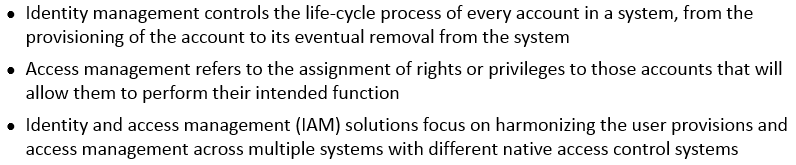 • Identity management controls the life-cycle process of every account in a system, from the
provisioning of the account to its eventual removal from the system
• Access management refers to the assignment of rights or privileges to those accounts that will
allow them to perform their intended function
• Identity and access management (IAM) solutions focus on harmonizing the user provisions and
access management across multiple systems with different native access control systems